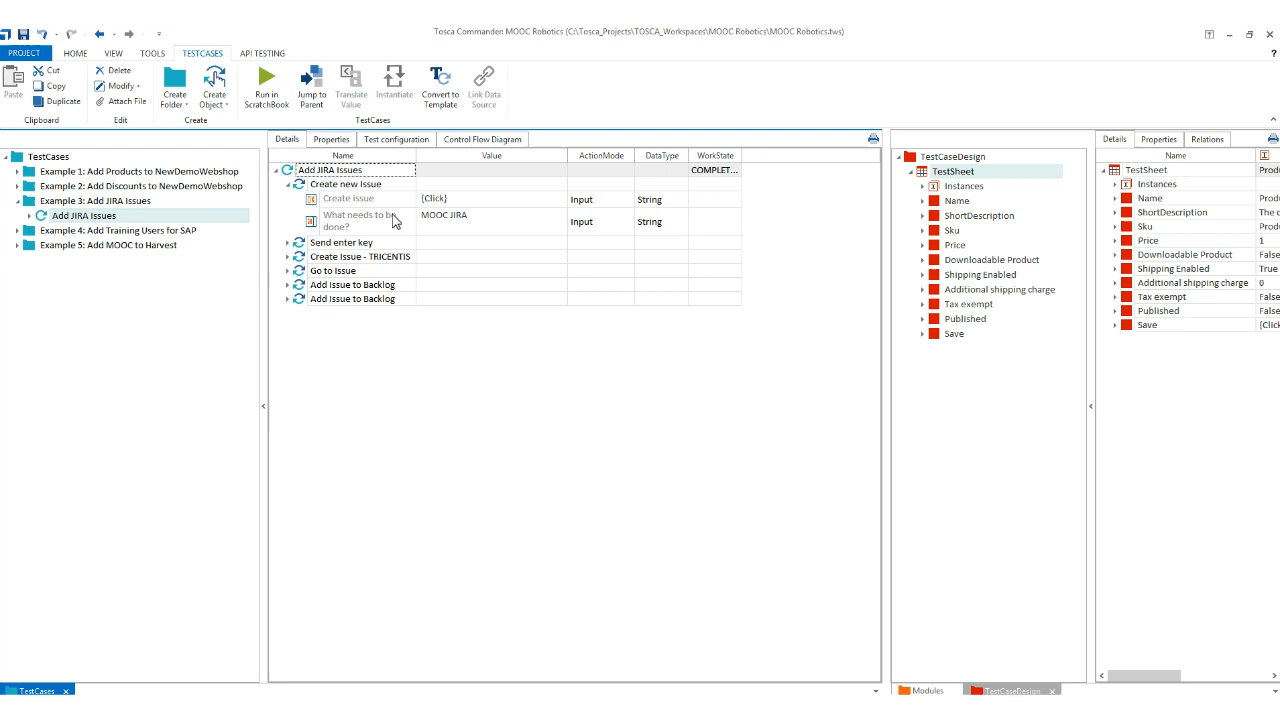 Tosca Commander: MOOC Robotics (C:\Tosca_Projects\TOSCA_Workspaces\MOOC Robotics\MOOC Robotics.tws)
PROJECT HOME VIEW TOOLS TESTCASES API TESTING ?
Paste
Cut
Copy
Duplicate
Clipboard
Delete
Modify
Attach File
Edit
Create Folder
Create Object
Create
Run in ScratchBook
Jump to Parent
Translate Value
Instantiate
Convert to Template
Link Data Source
TestCases
TestCases
Example 1: Add Products to NewDemoWebshop
Example 2: Add Discounts to NewDemoWebshop
Example 3: Add JIRA Issues
Add JIRA Issues
Example 4: Add Training Users for SAP
Example 5: Add MOOC to Harvest
Details Properties Test configuration Control Flow Diagram
Name Value ActionMode DataType WorkState
Add JIRA Issues COMPLET...
Create new Issue
Create issue {Click} Input String
What needs to be done? MOOC JIRA Input String
Send enter key
Create Issue - TRICENTIS
Go to Issue
Add Issue to Backlog
Add Issue to Backlog
TestCaseDesign
TestSheet
Instances
Name
ShortDescription
Sku
Price
Downloadable Product
Shipping Enabled
Additional shipping charge
Tax exempt
Published
Save
Details Properties Relations
Name
TestSheet Produ
Instances
Name Produ
ShortDescription The c
Sku Produ
Price 1
Downloadable Product False
Shipping Enabled True
Additional shipping charge 0
Tax exempt False
Published False
Save {Click
TestCases
Modules
TestCaseDesign